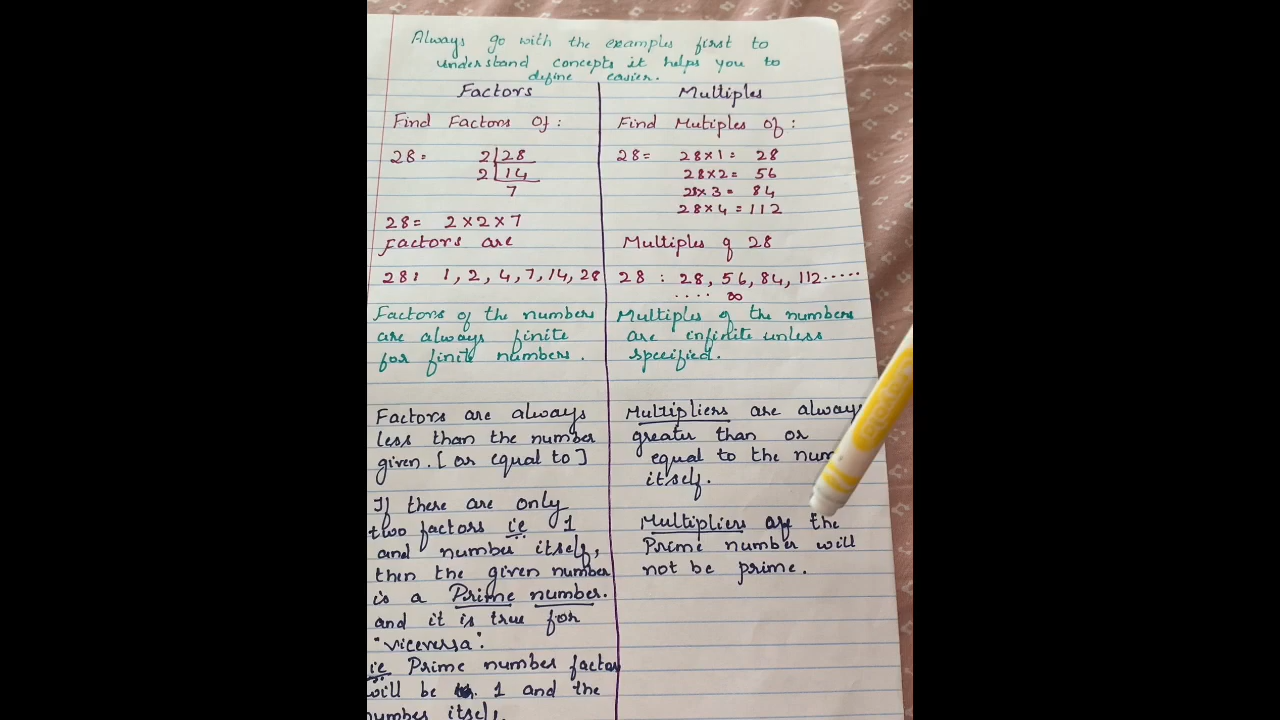 Always go with the examples first to
understand concepts it helps you to
define easier.
Factors
Find Factors Of :
28= 2 28
2 14
7
28= 2×2×7
Factors are
28: 1, 2, 4, 7, 14, 28
Factors of the numbers
are always finite
for finite numbers.
Factors are always
less than the number
given. [or equal to]
If there are only
two factors ie 1
and number itself,
then the given number
is a Prime number.
and it is true for
"viceversa".
ie Prime number factor
will be 1 and the
number itself.
Multiples
Find Mutiples of :
28= 28×1= 28
28×2= 56
28×3= 84
28×4=112
Multiples of 28
28 : 28, 56, 84, 112.....
.... ∞
Multiples of the numbers
are infinite unless
specified.
Multipliers are always
greater than or
equal to the num
itself.
Multipliers of the
Prime number will
not be prime.
Crayola